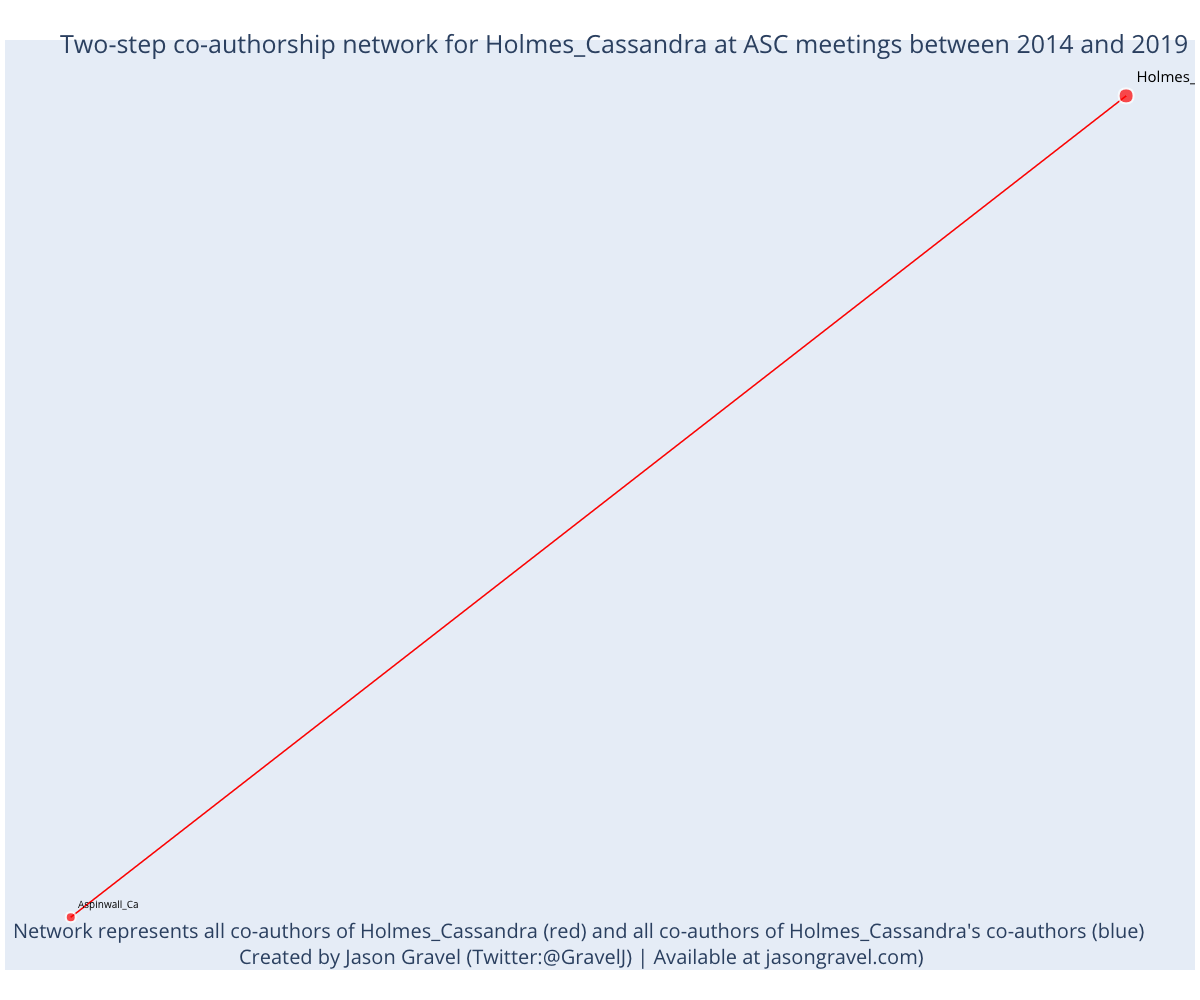 Two-step co-authorship network for Holmes_Cassandra at ASC meetings between 2014 and 2019
Holmes_
Aspinwall_Ca
Network represents all co-authors of Holmes_Cassandra (red) and all co-authors of Holmes_Cassandra's co-authors (blue)
Created by Jason Gravel (Twitter:@GravelJ) | Available at jasongravel.com)